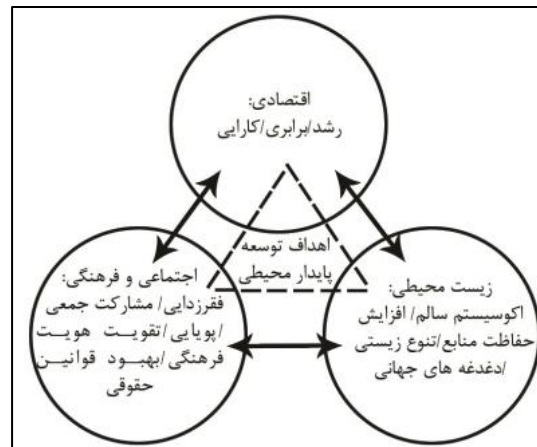 اقتصادی:
رشد/برابری/کارایی
اهداف توسعه
پایدار محیطی
اجتماعی و فرهنگی:
فقرزدایی/ مشارکت جمعی
/پویایی/تقویت هویت
فرهنگی/بهبود قوانین
حقوقی
زیست محیطی:
اکوسیستم سالم/ افزایش
حفاظت منابع/تنوع زیستی
/دغدغه های جهانی